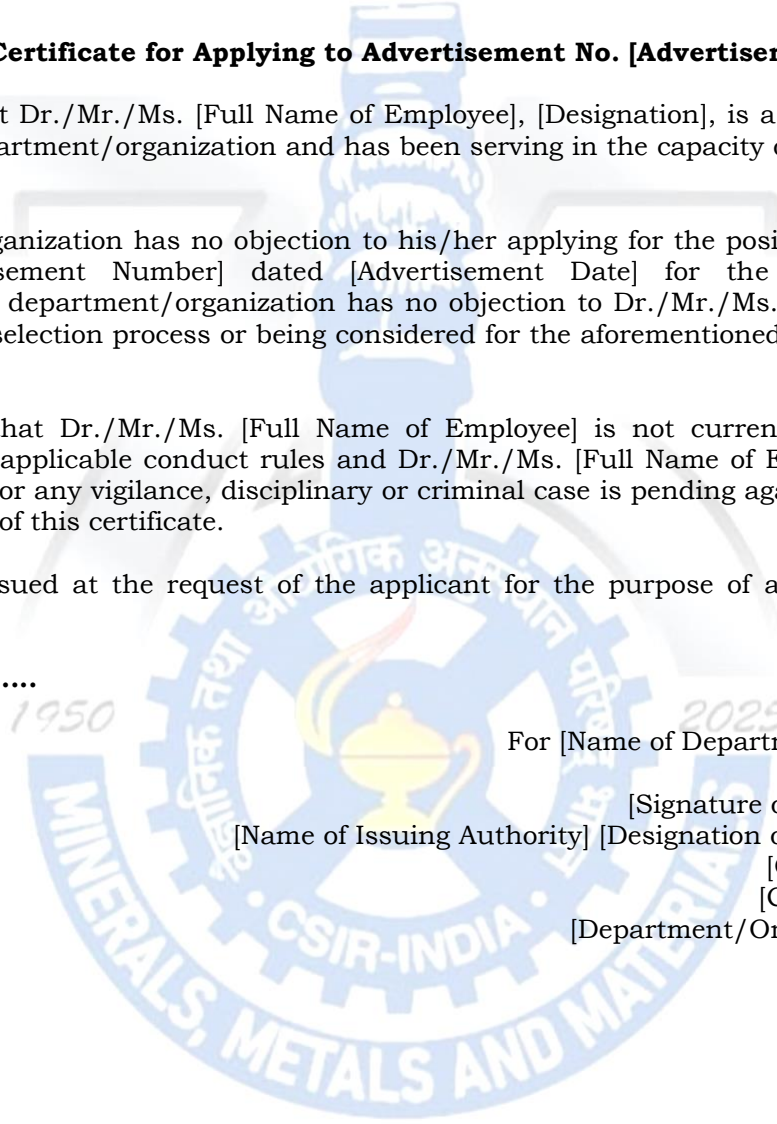 Certificate for Applying to Advertisement No. [Advertiser
t Dr./Mr./Ms. [Full Name of Employee], [Designation], is a
artment/organization and has been serving in the capacity
ganization has no objection to his/her applying for the posi
sement Number] dated [Advertisement Date] for the
department/organization has no objection to Dr./Mr./Ms.
selection process or being considered for the aforementioned
hat Dr./Mr./Ms. [Full Name of Employee] is not curren
applicable conduct rules and Dr./Mr./Ms. [Full Name of E
or any vigilance, disciplinary or criminal case is pending aga
of this certificate.
sued at the request of the applicant for the purpose of a
.....
1950
2025
For [Name of Departr
[Signature
[Name of Issuing Authority] [Designation
[Department/Or
वैज्ञानिक तथा औद्योगिक अनुसंधान परिषद
CSIR-INDIA
MINERALS, METALS AND MATERIALS